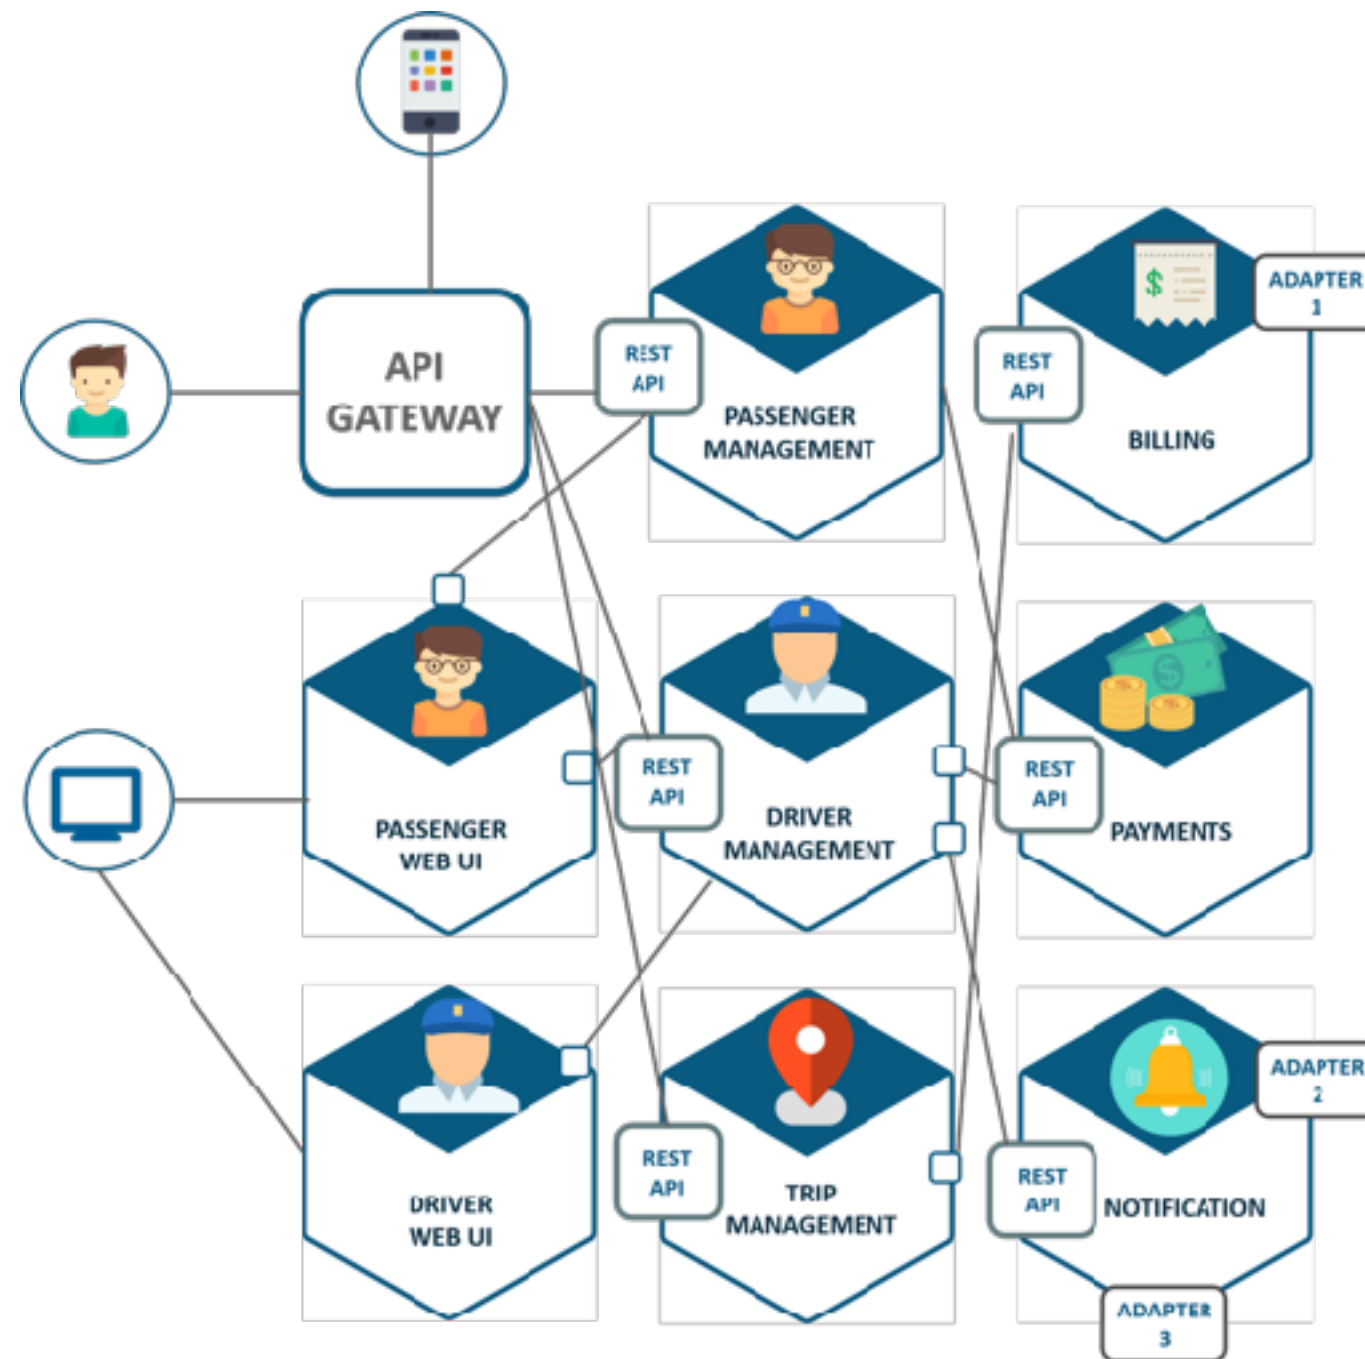 API
GATEWAY
REST
API
PASSENGER
MANAGEMENT
REST
API
BILLING
ADAPTER
1
PASSENGER
WEB UI
REST
API
DRIVER
MANAGEMENT
REST
API
PAYMENTS
DRIVER
WEB UI
REST
API
TRIP
MANAGEMENT
REST
API
NOTIFICATION
ADAPTER
2
ADAPTER
3